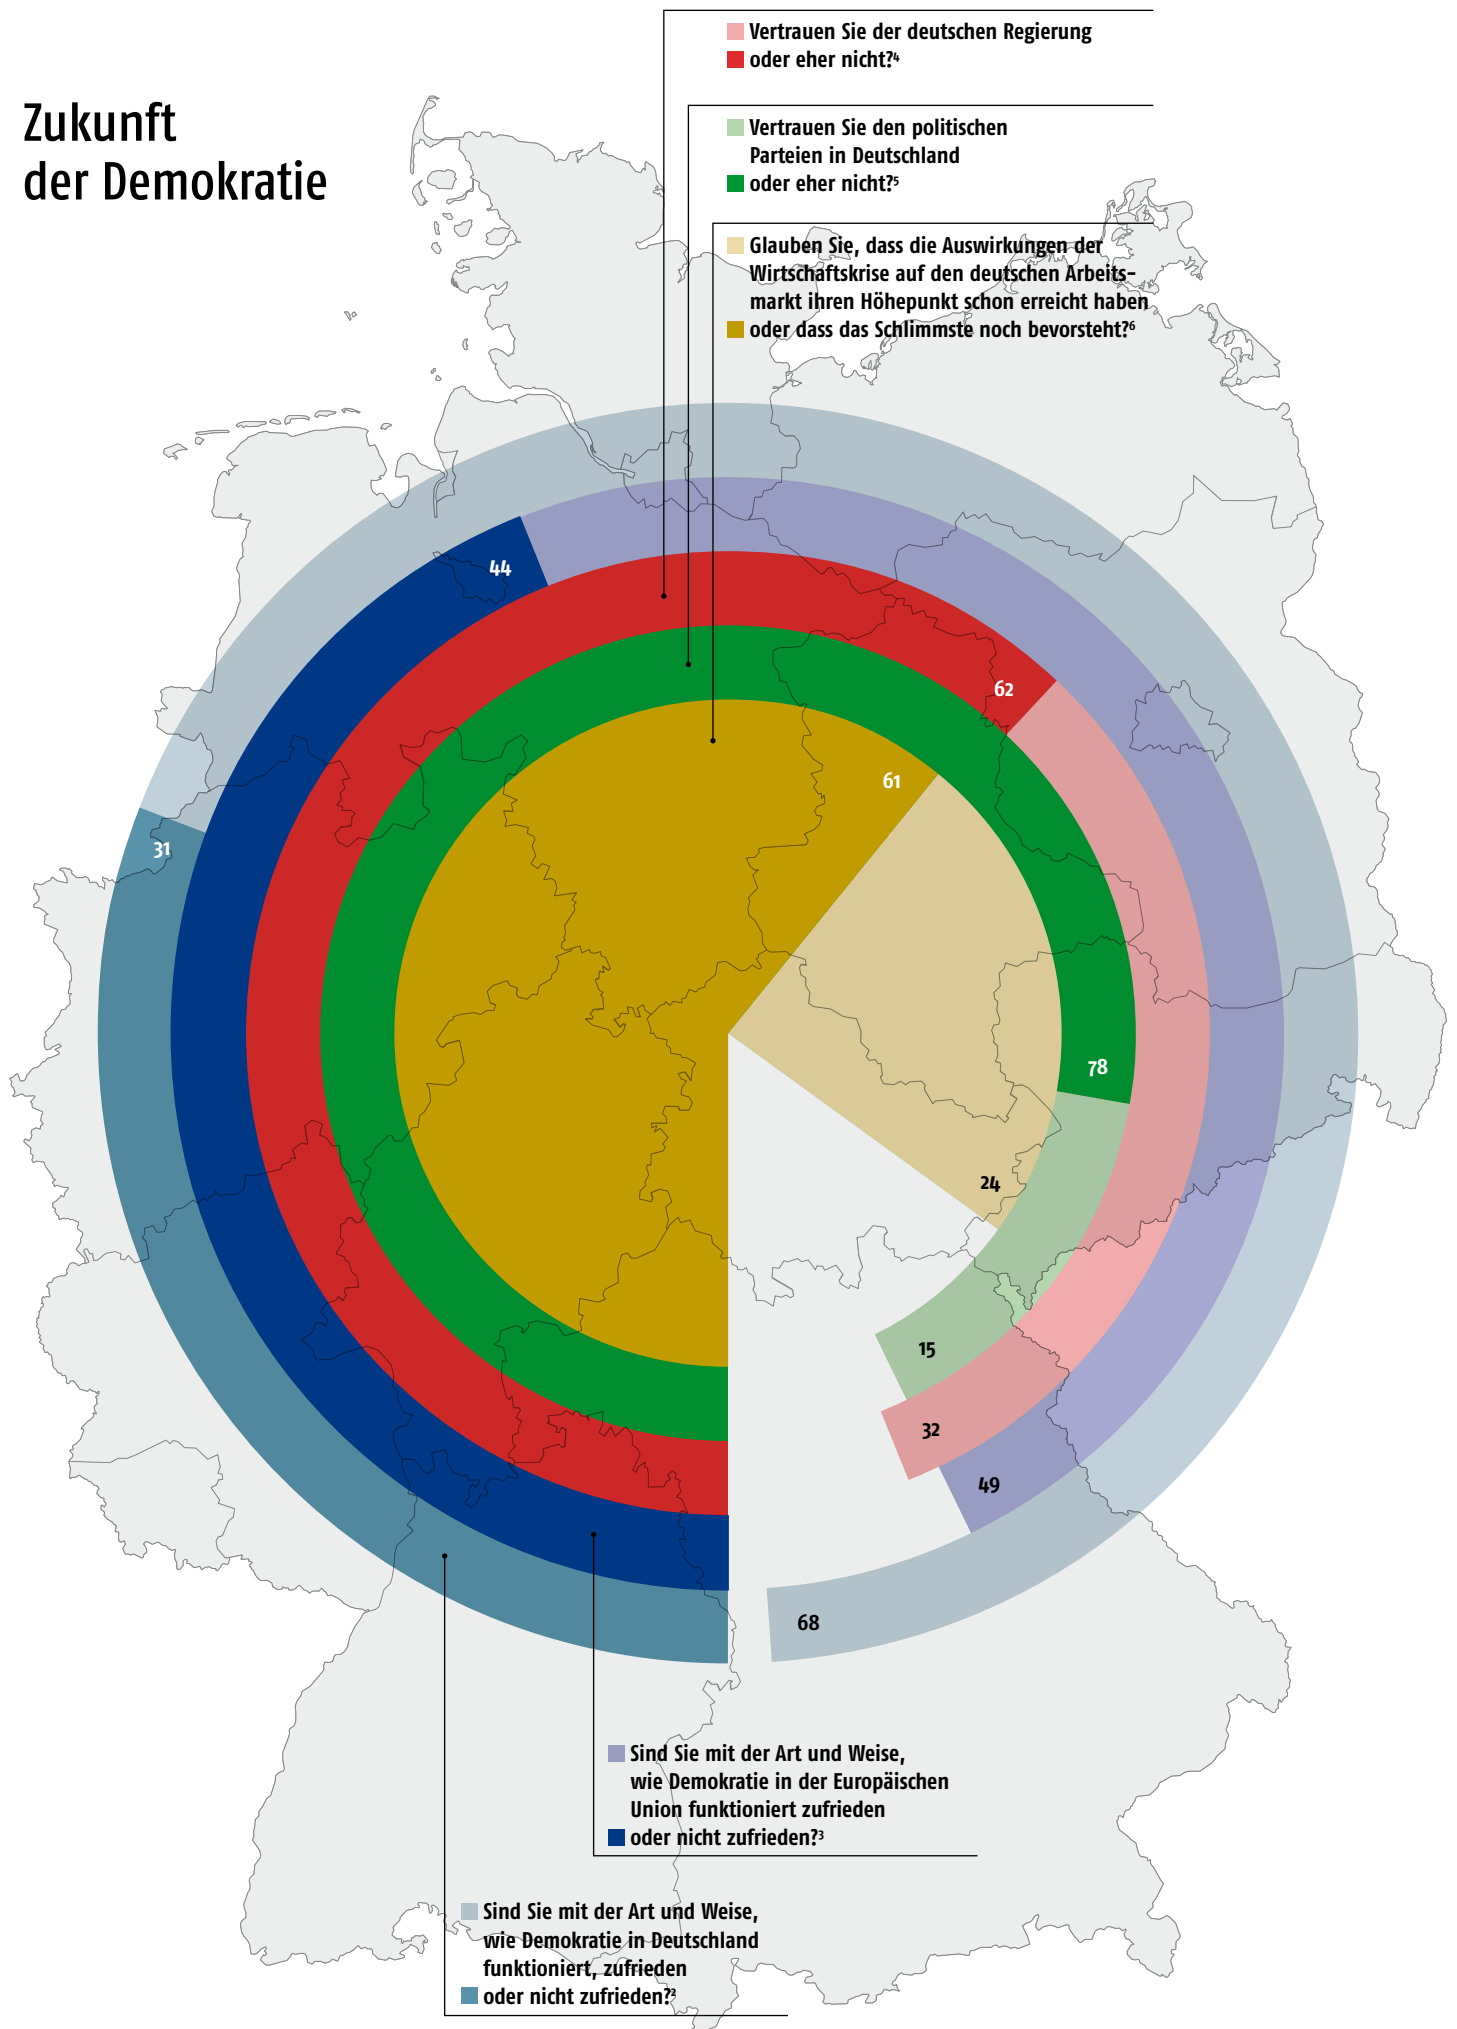 Zukunft
der Demokratie
Vertrauen Sie der deutschen Regierung
oder eher nicht?⁴
Vertrauen Sie den politischen
Parteien in Deutschland
oder eher nicht?⁵
Glauben Sie, dass die Auswirkungen der
Wirtschaftskrise auf den deutschen Arbeits-
markt ihren Höhepunkt schon erreicht haben
oder dass das Schlimmste noch bevorsteht?⁶
44
62
61
31
78
24
15
32
49
68
Sind Sie mit der Art und Weise,
wie Demokratie in der Europäischen
Union funktioniert zufrieden
oder nicht zufrieden?³
Sind Sie mit der Art und Weise,
wie Demokratie in Deutschland
funktioniert, zufrieden
oder nicht zufrieden?²